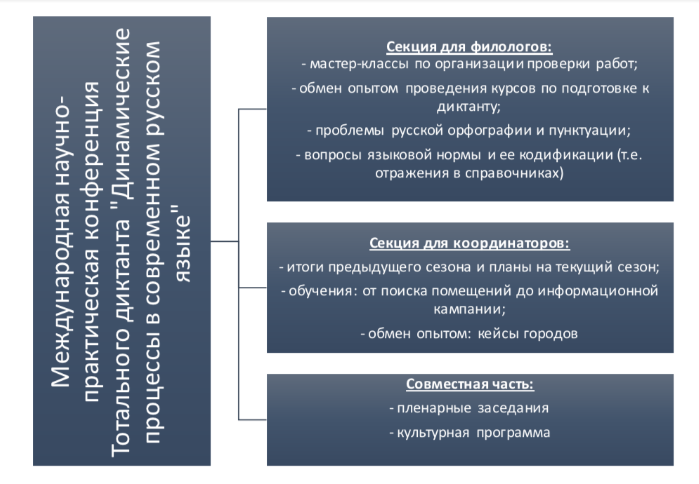 Международная научно-
практическая конференция
Тотального диктанта "Динамические
процессы в современном русском
языке"
Секция для филологов:
- мастер-классы по организации проверки работ;
- обмен опытом проведения курсов по подготовке к
диктанту;
- проблемы русской орфографии и пунктуации;
- вопросы языковой нормы и ее кодификации (т.е.
отражения в справочниках)
Секция для координаторов:
- итоги предыдущего сезона и планы на текущий сезон;
- обучения: от поиска помещений до информационной
кампании;
- обмен опытом: кейсы городов
Совместная часть:
- пленарные заседания
- культурная программа